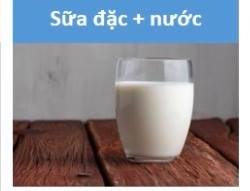 Sữa đặc + nước